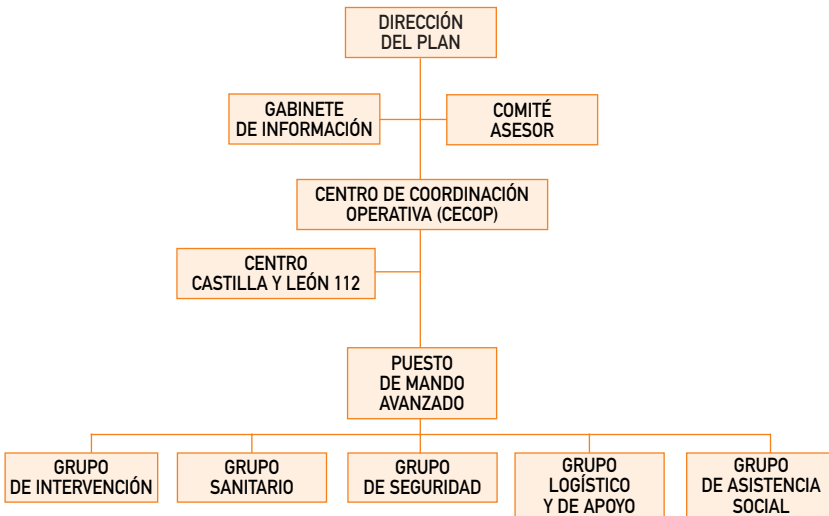 DIRECCIÓN
DEL PLAN
GABINETE
DE INFORMACIÓN
COMITÉ
ASESOR
CENTRO DE COORDINACIÓN
OPERATIVA (CECOP)
CENTRO
CASTILLA Y LEÓN 112
PUESTO
DE MANDO
AVANZADO
GRUPO
DE INTERVENCIÓN
GRUPO
SANITARIO
GRUPO
DE SEGURIDAD
GRUPO
LOGÍSTICO
Y DE APOYO
GRUPO
DE ASISTENCIA
SOCIAL